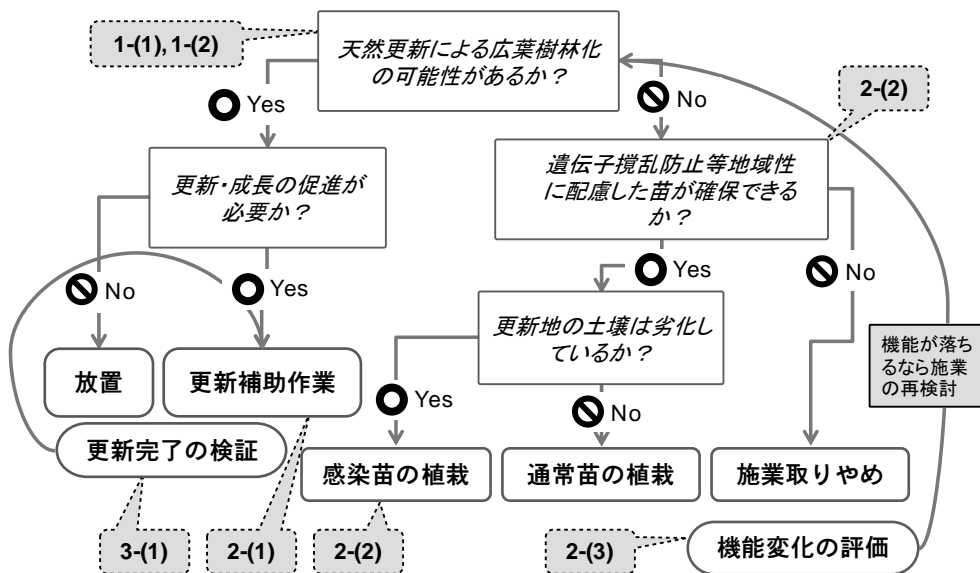 1-(1), 1-(2)
天然更新による広葉樹林化
の可能性があるか？
Yes
No
2-(2)
更新・成長の促進が
必要か？
遺伝子撹乱防止等地域性
に配慮した苗が確保できる
か？
No
Yes
Yes
No
更新地の土壌は劣化し
ているか？
機能が落ち
るなら施業
の再検討
放置
更新補助作業
Yes
No
更新完了の検証
感染苗の植栽
通常苗の植栽
施業取りやめ
3-(1)
2-(1)
2-(2)
2-(3)
機能変化の評価